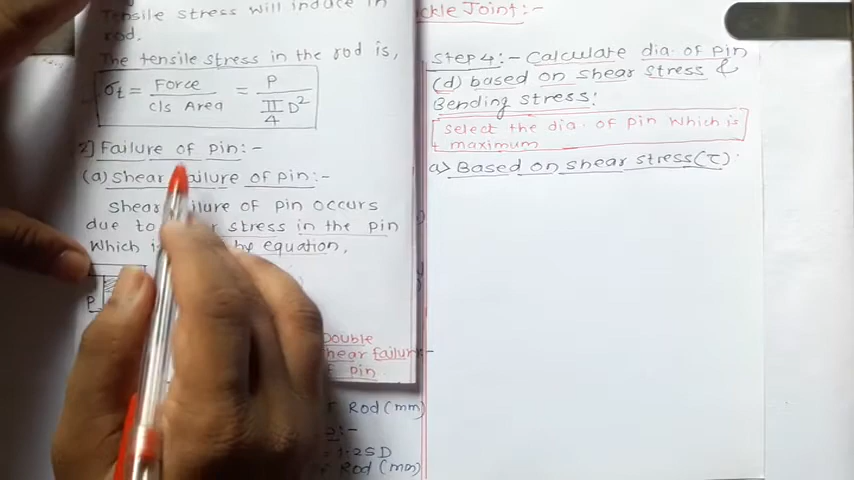 Tensile stress will induce in
rod.
The tensile stress in the rod is,
σt = Force / c/s Area = P / π/4 D²
2] Failure of pin:-
(a) Shear failure of pin:-
Shear failure of pin occurs
due to stress in the pin
Which is by the equation,
P
Double
shear failure
of pin
Rod (mm)
:-
= 1.25D
Rod (mm)
ckle Joint:-
Step 4:- Calculate dia. of pin
(d) based on shear stress &
Bending stress:
Select the dia. of pin which is
maximum
a> Based on shear stress (τ):